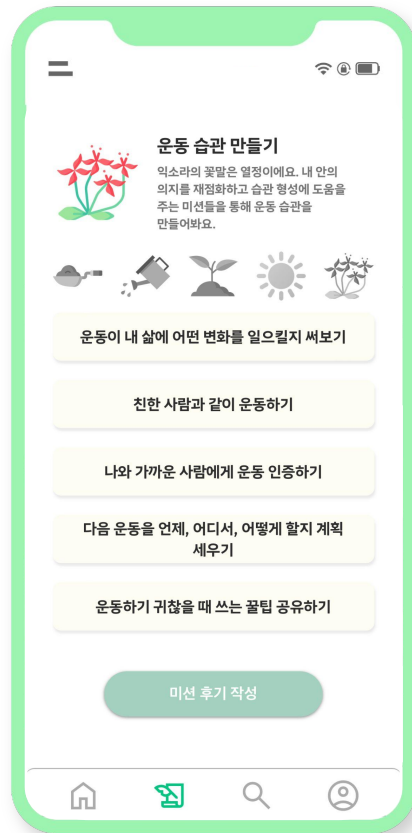 운동 습관 만들기
익소라의 꽃말은 열정이에요. 내 안의
의지를 재점화하고 습관 형성에 도움을
주는 미션들을 통해 운동 습관을
만들어봐요.
운동이 내 삶에 어떤 변화를 일으킬지 써보기
친한 사람과 같이 운동하기
나와 가까운 사람에게 운동 인증하기
다음 운동을 언제, 어디서, 어떻게 할지 계획
세우기
운동하기 귀찮을 때 쓰는 꿀팁 공유하기
미션 후기 작성